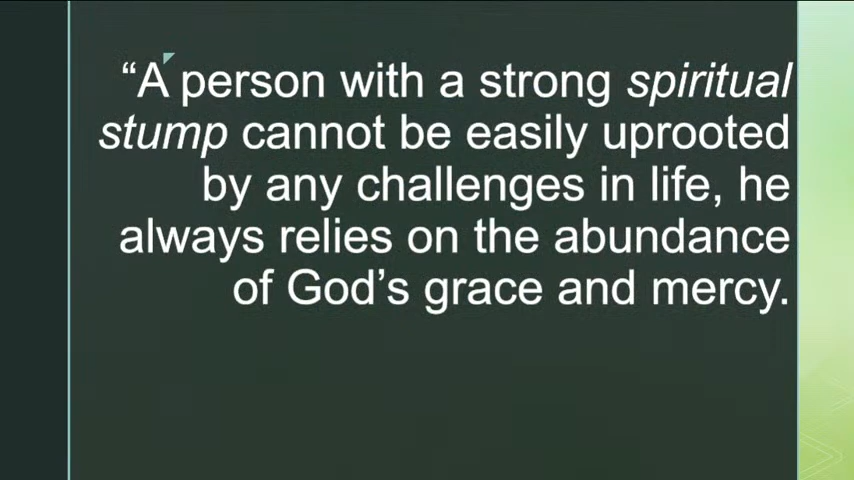 “A person with a strong spiritual
stump cannot be easily uprooted
by any challenges in life, he
always relies on the abundance
of God’s grace and mercy.